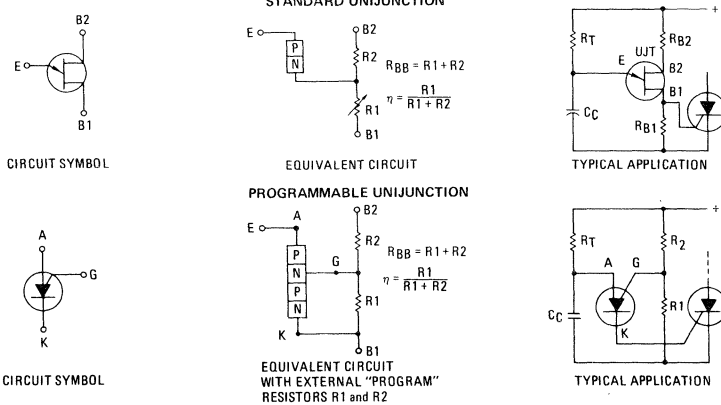 STANDARD UNIJUNCTION
B2
E
B1
CIRCUIT SYMBOL
E
P
N
B2
R2
RBB = R1 + R2
η = R1 / R1 + R2
R1
B1
EQUIVALENT CIRCUIT
+
RT
RB2
UJT
E
B2
B1
CC
RB1
TYPICAL APPLICATION
PROGRAMMABLE UNIJUNCTION
A
G
K
CIRCUIT SYMBOL
A
B2
E
P
N
P
N
G
R2
RBB = R1 + R2
η = R1 / R1 + R2
R1
K
B1
EQUIVALENT CIRCUIT
WITH EXTERNAL "PROGRAM"
RESISTORS R1 and R2
+
RT
R2
A
G
CC
R1
K
TYPICAL APPLICATION